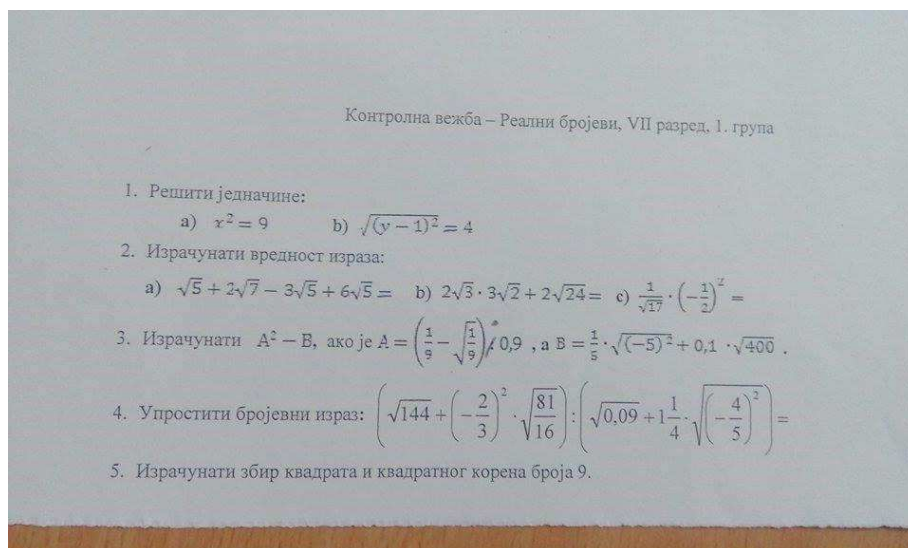 Контролна вежба – Реални бројеви, VII разред, 1. група
1. Решити једначине:
a) x² = 9 b) √((y − 1)²) = 4
2. Израчунати вредност израза:
a) √5 + 2√7 − 3√5 + 6√5 = b) 2√3 · 3√2 + 2√24 = c) 1/√17 · (−1/2)² =
3. Израчунати A² − B, ако је A = (1/9 − √(1/9)) : 0,9 , а B = 1/5 · √((−5)²) + 0,1 · √400 .
4. Упростити бројевни израз: (√144 + (−2/3)² · √(81/16)) : (√0,09 + 1 1/4 · √((−4/5)²)) =
5. Израчунати збир квадрата и квадратног корена броја 9.